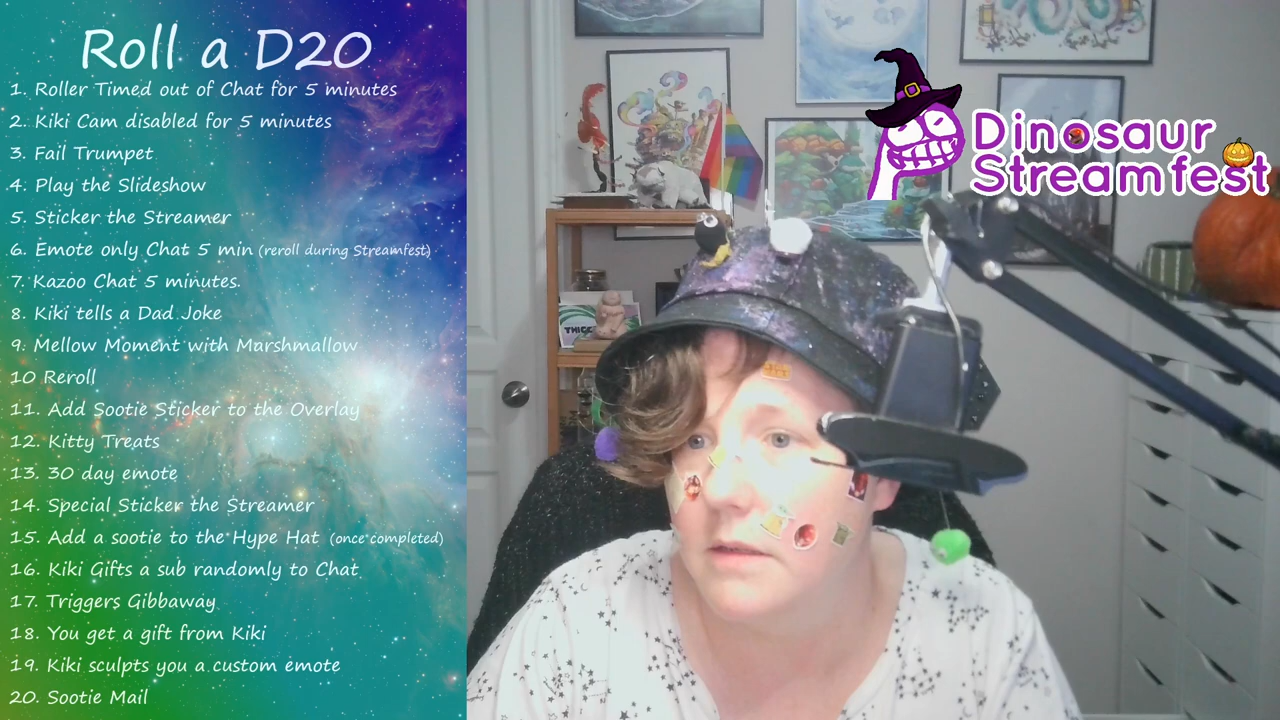 Roll a D20
1. Roller Timed out of Chat for 5 minutes
2. Kiki Cam disabled for 5 minutes
3. Fail Trumpet
4. Play the Slideshow
5. Sticker the Streamer
6. Emote only Chat 5 min (reroll during Streamfest)
7. Kazoo Chat 5 minutes.
8. Kiki tells a Dad Joke
9. Mellow Moment with Marshmallow
10 Reroll
11. Add Sootie Sticker to the Overlay
12. Kitty Treats
13. 30 day emote
14. Special Sticker the Streamer
15. Add a sootie to the Hype Hat (once completed)
16. Kiki Gifts a sub randomly to Chat
17. Triggers Gibbaway
18. You get a gift from Kiki
19. Kiki sculpts you a custom emote
20. Sootie Mail
Dinosaur
Streamfest
THICC